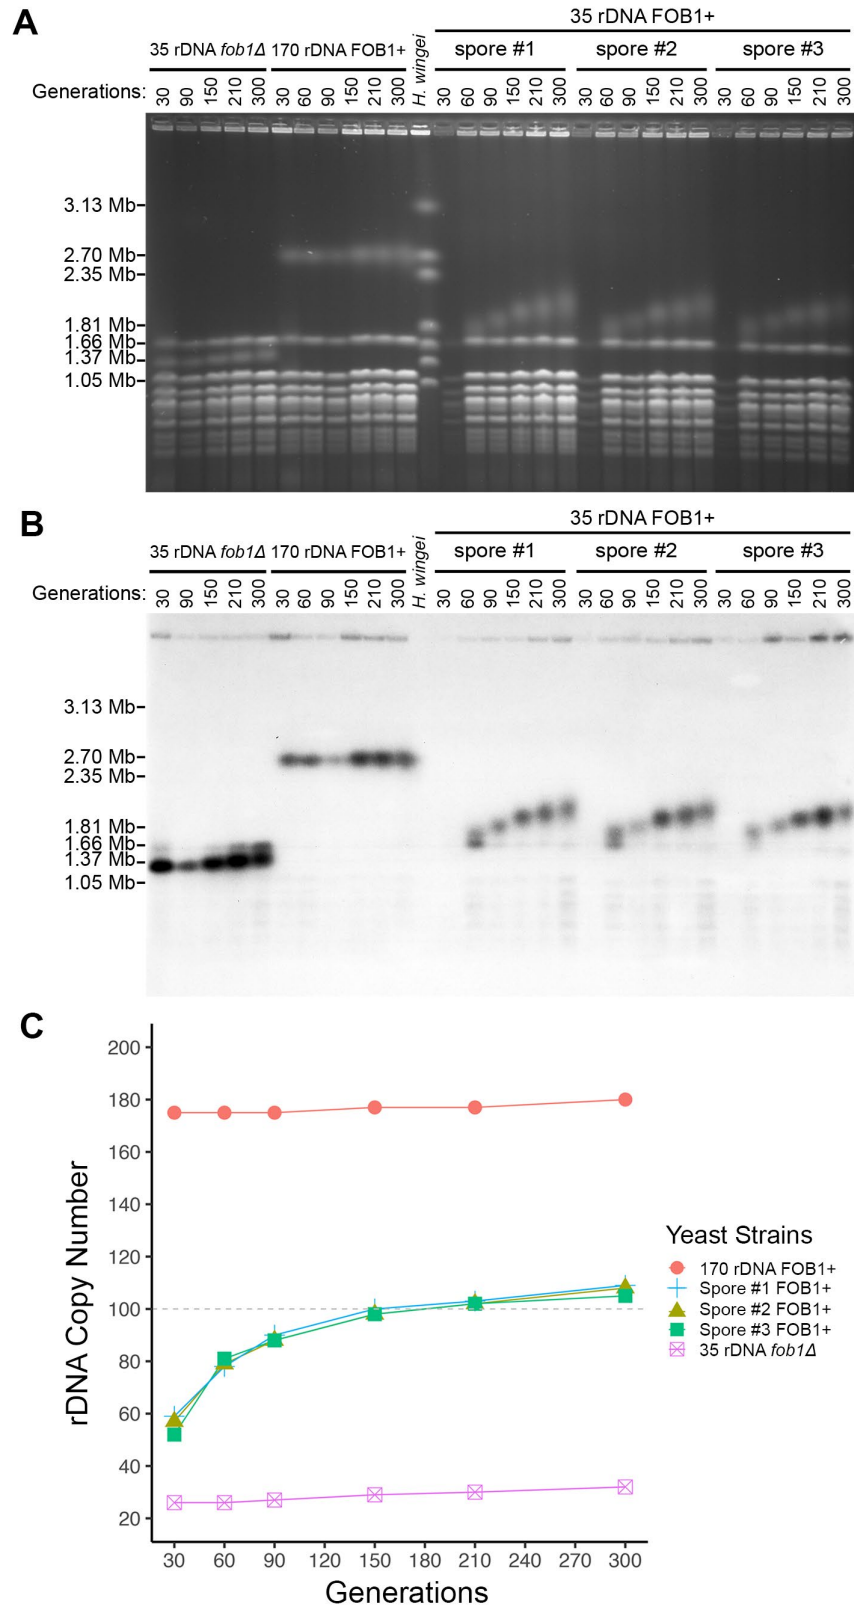 A
35 rDNA FOB1+
35 rDNA fob1Δ 170 rDNA FOB1+ H. wingei spore #1 spore #2 spore #3
Generations: 30 90 150 210 300 30 60 90 150 210 300 30 60 90 150 210 300 30 60 90 150 210 300 30 60 90 150 210 300
3.13 Mb
2.70 Mb
2.35 Mb
1.81 Mb
1.66 Mb
1.37 Mb
1.05 Mb
B
35 rDNA FOB1+
35 rDNA fob1Δ 170 rDNA FOB1+ H. wingei spore #1 spore #2 spore #3
Generations: 30 90 150 210 300 30 60 90 150 210 300 30 60 90 150 210 300 30 60 90 150 210 300 30 60 90 150 210 300
3.13 Mb
2.70 Mb
2.35 Mb
1.81 Mb
1.66 Mb
1.37 Mb
1.05 Mb
C
rDNA Copy Number
200
180
160
140
120
100
80
60
40
20
30 60 90 120 150 180 210 240 270 300
Generations
Yeast Strains
170 rDNA FOB1+
Spore #1 FOB1+
Spore #2 FOB1+
Spore #3 FOB1+
35 rDNA fob1Δ